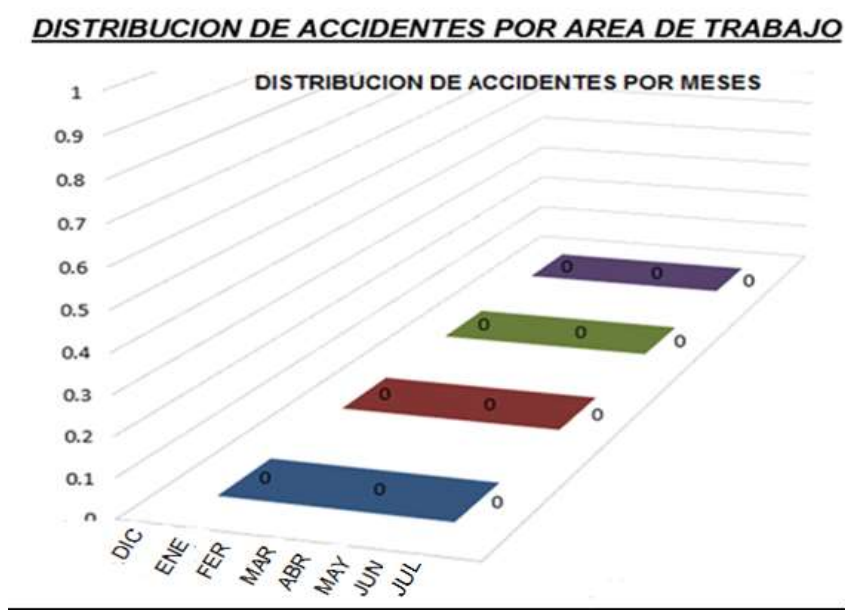 DISTRIBUCION DE ACCIDENTES POR AREA DE TRABAJO
DISTRIBUCION DE ACCIDENTES POR MESES
1
0.9
0.8
0.7
0.6
0.5
0.4
0.3
0.2
0.1
0
0 0 0
0 0 0
0 0 0
0 0 0
DIC ENE FER MAR ABR MAY JUN JUL